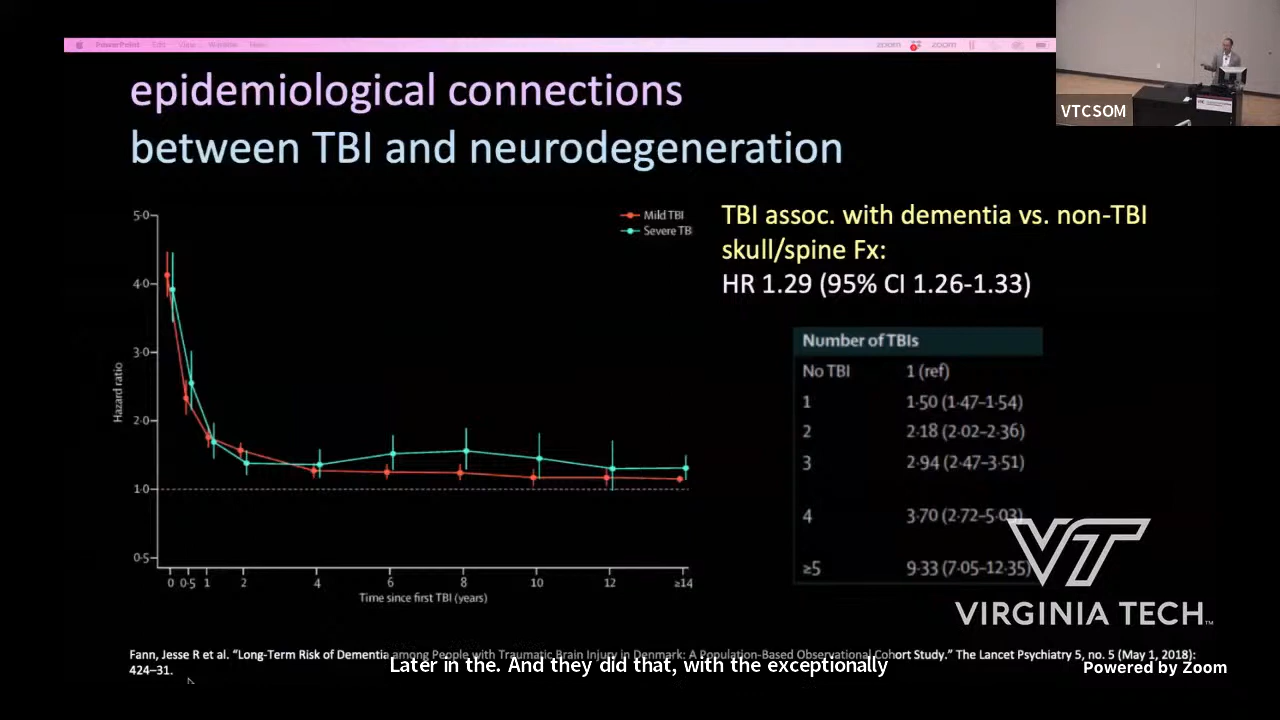 PowerPoint Edit View Window
zoom zoom
VTCSOM
epidemiological connections
between TBI and neurodegeneration
5·0
4·0
3·0
2·0
1·0
0·5
Hazard ratio
Mild TBI
Severe TB
0 0·5 1 2 4 6 8 10 12 ≥14
Time since first TBI (years)
TBI assoc. with dementia vs. non-TBI
skull/spine Fx:
HR 1.29 (95% CI 1.26-1.33)
Number of TBIs
No TBI 1 (ref)
1 1·50 (1·47–1·54)
2 2·18 (2·02–2·36)
3 2·94 (2·47–3·51)
4 3·70 (2·72–5·03)
≥5 9·33 (7·05–12·35)
VT
VIRGINIA TECH™
Fann, Jesse R et al. “Long-Term Risk of Dementia among People with Traumatic Brain Injury in Denmark: A Population-Based Observational Cohort Study.” The Lancet Psychiatry 5, no. 5 (May 1, 2018):
424–31.
Later in the. And they did that, with the exceptionally
Powered by Zoom